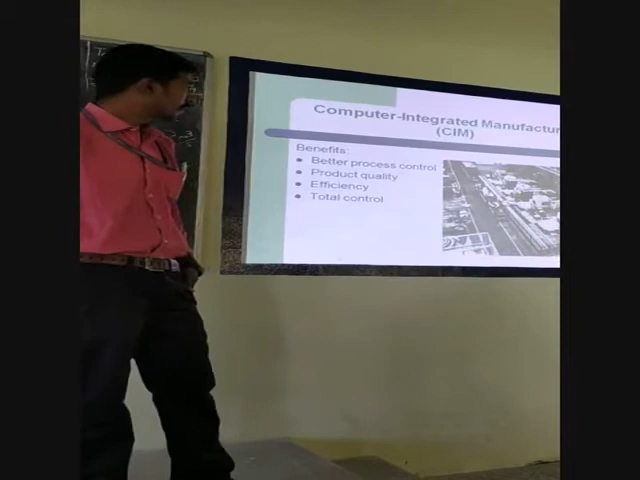 Computer-Integrated Manufactur
(CIM)
Benefits:
Better process control
Product quality
Efficiency
Total control